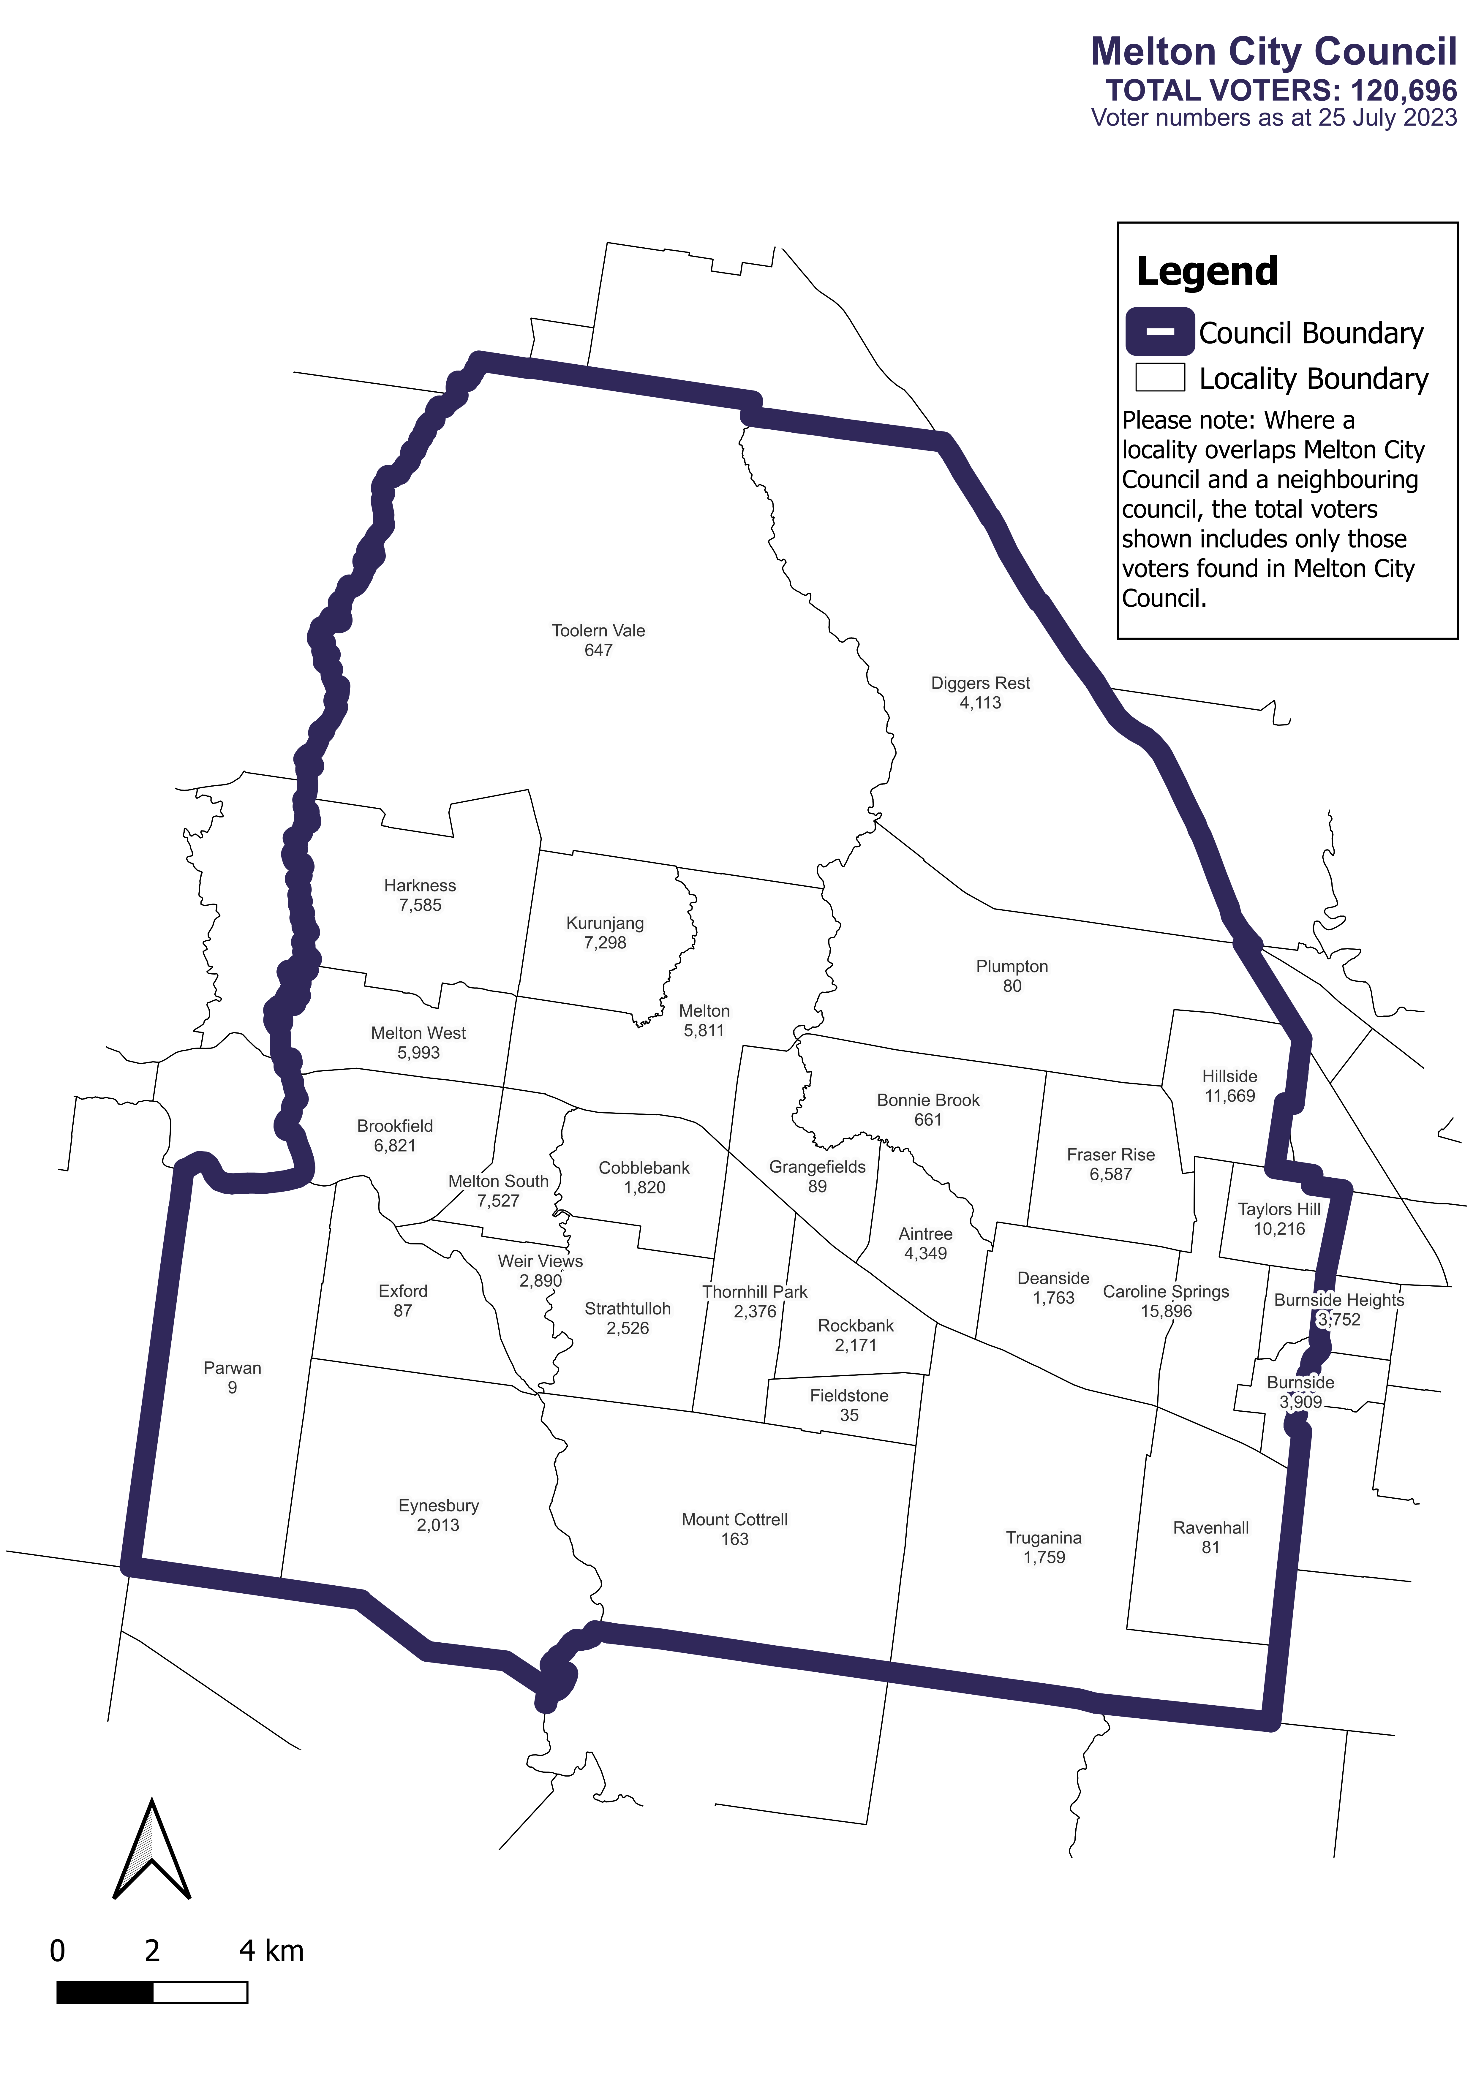 Melton City Council
TOTAL VOTERS: 120,696
Voter numbers as at 25 July 2023
Legend
Council Boundary
Locality Boundary
Please note: Where a
locality overlaps Melton City
Council and a neighbouring
council, the total voters
shown includes only those
voters found in Melton City
Council.
Toolern Vale
647
Diggers Rest
4,113
Harkness
7,585
Kurunjang
7,298
Plumpton
80
Melton
5,811
Melton West
5,993
Hillside
11,669
Bonnie Brook
661
Brookfield
6,821
Fraser Rise
6,587
Cobblebank
1,820
Grangefields
89
Melton South
7,527
Taylors Hill
10,216
Aintree
4,349
Weir Views
2,890
Deanside
1,763
Exford
87
Thornhill Park
2,376
Caroline Springs
15,896
Burnside Heights
3,752
Strathtulloh
2,526
Rockbank
2,171
Parwan
9
Burnside
3,909
Fieldstone
35
Eynesbury
2,013
Mount Cottrell
163
Ravenhall
81
Truganina
1,759
0 2 4 km